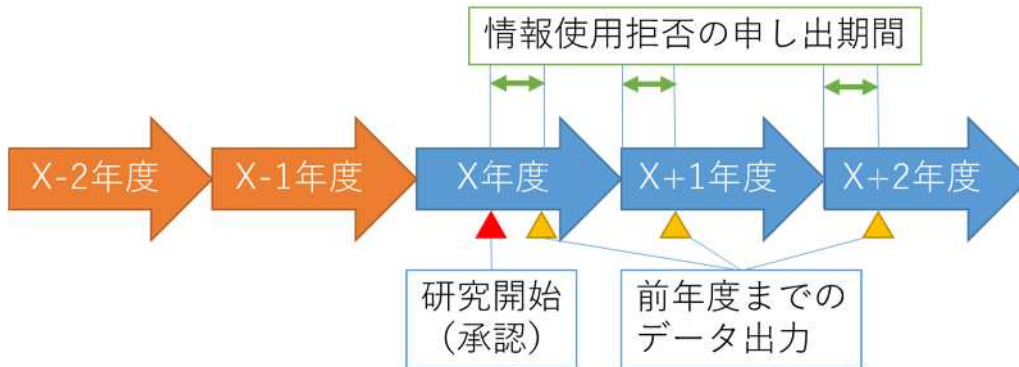 情報使用拒否の申し出期間
X-2年度
X-1年度
X年度
X+1年度
X+2年度
研究開始
（承認）
前年度までの
データ出力